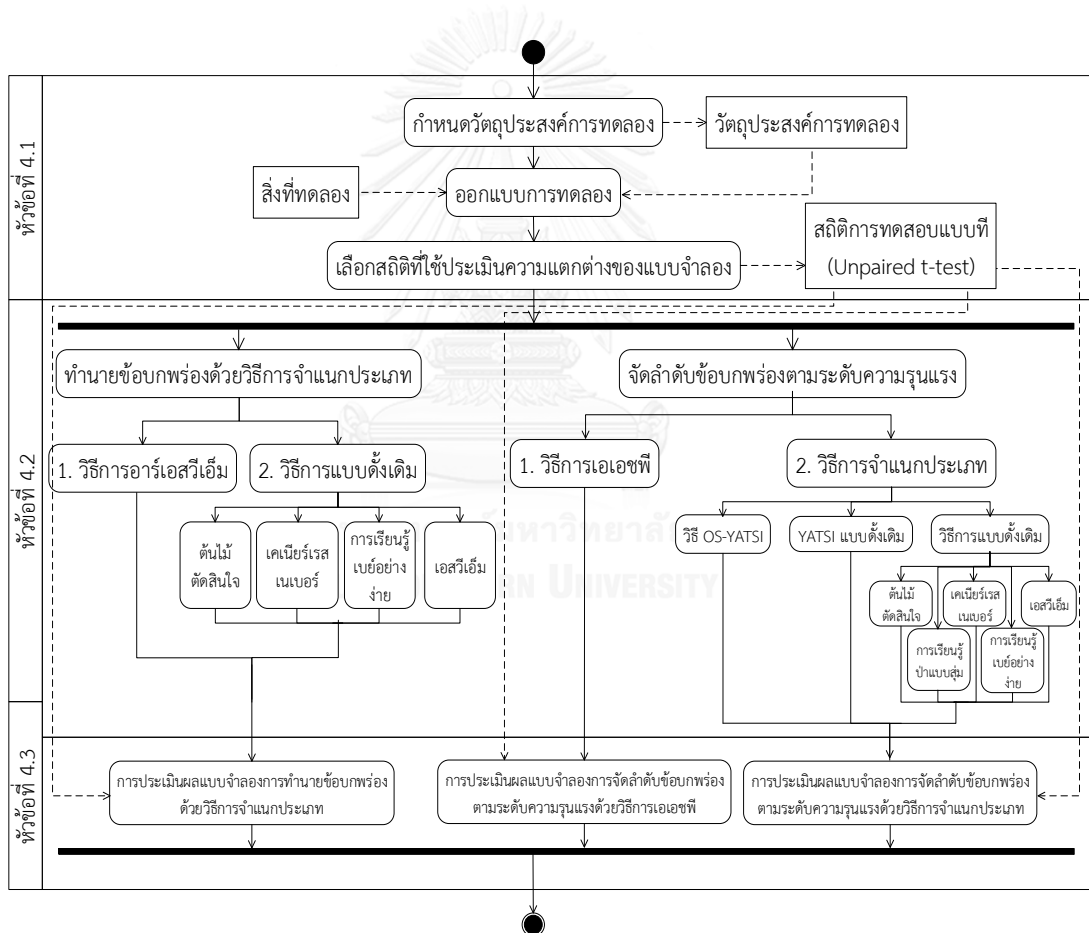 หัวข้อที่ 4.1
กำหนดวัตถุประสงค์การทดลอง
วัตถุประสงค์การทดลอง
สิ่งที่ทดลอง
ออกแบบการทดลอง
สถิติการทดสอบแบบที
(Unpaired t-test)
เลือกสถิติที่ใช้ประเมินความแตกต่างของแบบจำลอง
หัวข้อที่ 4.2
ทำนายข้อบกพร่องด้วยวิธีการจำแนกประเภท
จัดลำดับข้อบกพร่องตามระดับความรุนแรง
1. วิธีการอาร์เอสวีเอ็ม
2. วิธีการแบบดั้งเดิม
1. วิธีการเอเอชพี
2. วิธีการจำแนกประเภท
ต้นไม้
ตัดสินใจ
เคเนียร์เรส
เนเบอร์
การเรียนรู้
เบย์อย่าง
ง่าย
เอสวีเอ็ม
วิธี OS-YATSI
YATSI แบบดั้งเดิม
วิธีการแบบดั้งเดิม
ต้นไม้
ตัดสินใจ
เคเนียร์เรส
เนเบอร์
เอสวีเอ็ม
การเรียนรู้
ป่าแบบสุ่ม
การเรียนรู้
เบย์อย่าง
ง่าย
มหาวิทยาลัย
RN UNIVERSITY
หัวข้อที่ 4.3
การประเมินผลแบบจำลองการทำนายข้อบกพร่อง
ด้วยวิธีการจำแนกประเภท
การประเมินผลแบบจำลองการจัดลำดับข้อบกพร่อง
ตามระดับความรุนแรงด้วยวิธีการเอเอชพี
การประเมินผลแบบจำลองการจัดลำดับข้อบกพร่อง
ตามระดับความรุนแรงด้วยวิธีการจำแนกประเภท